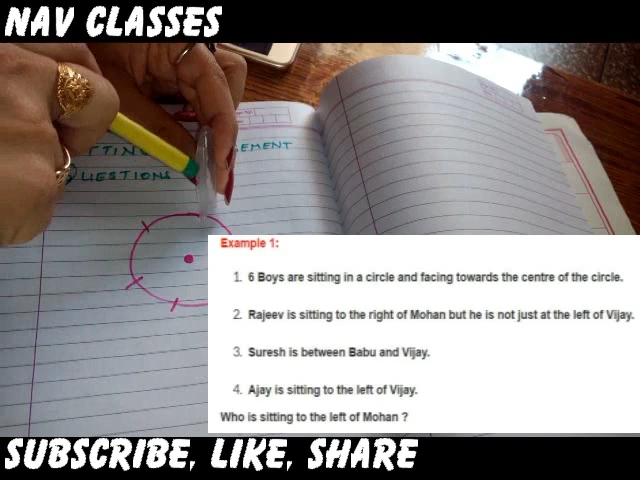 NAV CLASSES
EMENT
UESTIONS
Example 1:
1. 6 Boys are sitting in a circle and facing towards the centre of the circle.
2. Rajeev is sitting to the right of Mohan but he is not just at the left of Vijay.
3. Suresh is between Babu and Vijay.
4. Ajay is sitting to the left of Vijay.
Who is sitting to the left of Mohan ?
SUBSCRIBE, LIKE, SHARE